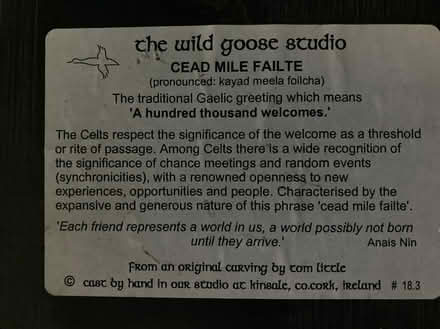 the wild goose studio
CEAD MILE FAILTE
(pronounced: kayad meela foilcha)
The traditional Gaelic greeting which means
'A hundred thousand welcomes.'
The Celts respect the significance of the welcome as a threshold
or rite of passage. Among Celts there is a wide recognition of
the significance of chance meetings and random events
(synchronicities), with a renowned openness to new
experiences, opportunities and people. Characterised by the
expansive and generous nature of this phrase 'cead mile failte'.
'Each friend represents a world in us, a world possibly not born
until they arrive.' Anais Nin
From an original carving by tom little
© cast by hand in our studio at kinsale, co.cork, ireland # 18.3